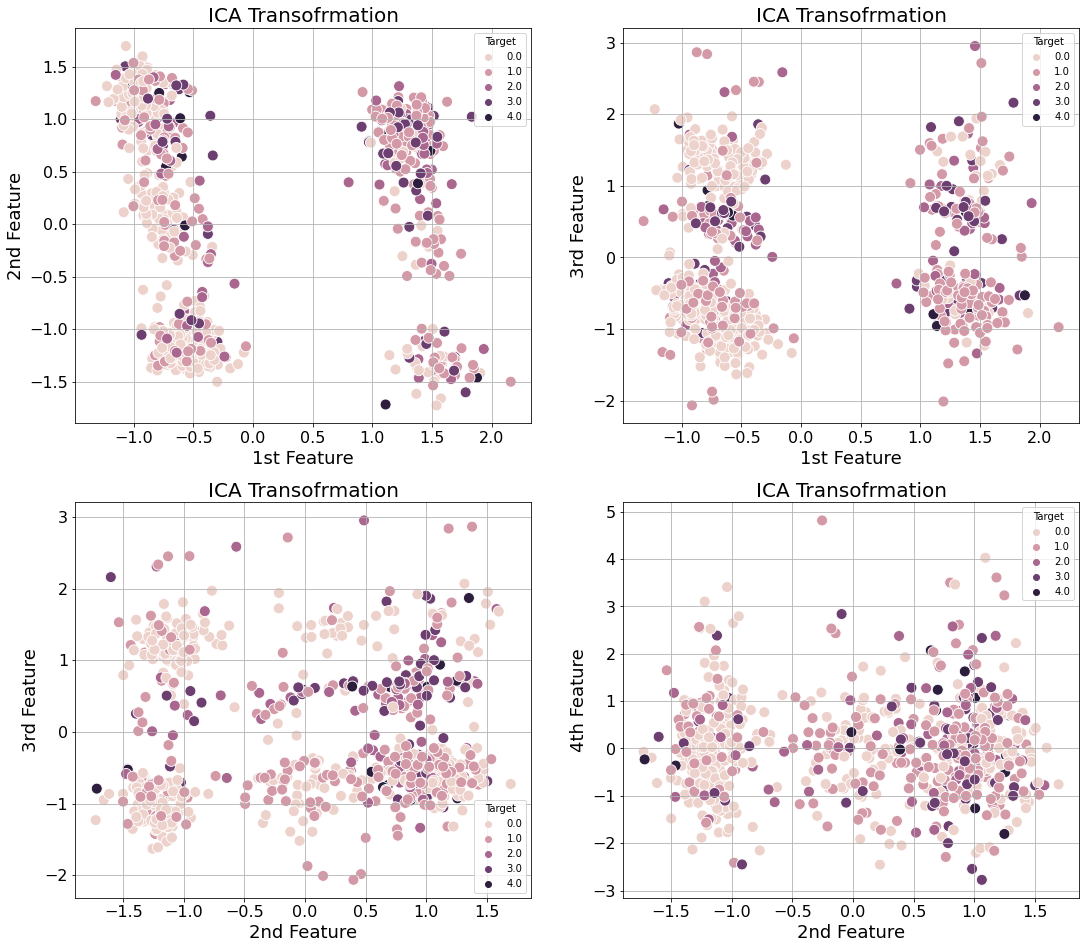 ICA Transofrmation
Target
0.0
1.0
2.0
3.0
4.0
1.5
1.0
0.5
0.0
−0.5
−1.0
−1.5
2nd Feature
−1.0 −0.5 0.0 0.5 1.0 1.5 2.0
1st Feature
ICA Transofrmation
Target
0.0
1.0
2.0
3.0
4.0
3
2
1
0
−1
−2
3rd Feature
−1.0 −0.5 0.0 0.5 1.0 1.5 2.0
1st Feature
ICA Transofrmation
3
2
1
0
−1
−2
3rd Feature
Target
0.0
1.0
2.0
3.0
4.0
−1.5 −1.0 −0.5 0.0 0.5 1.0 1.5
2nd Feature
ICA Transofrmation
Target
0.0
1.0
2.0
3.0
4.0
5
4
3
2
1
0
−1
−2
−3
4th Feature
−1.5 −1.0 −0.5 0.0 0.5 1.0 1.5
2nd Feature